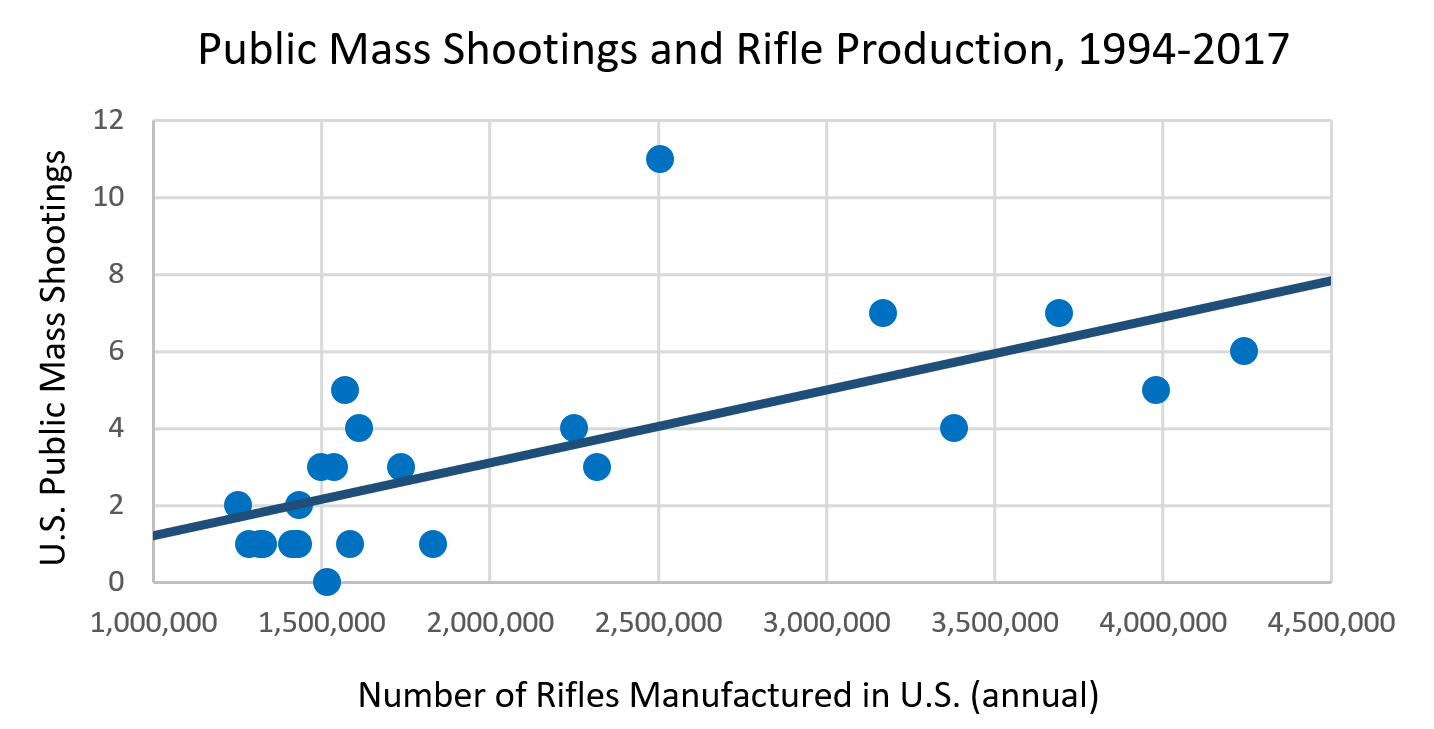 Public Mass Shootings and Rifle Production, 1994-2017
U.S. Public Mass Shootings
12
10
8
6
4
2
0
1,000,000 1,500,000 2,000,000 2,500,000 3,000,000 3,500,000 4,000,000 4,500,000
Number of Rifles Manufactured in U.S. (annual)